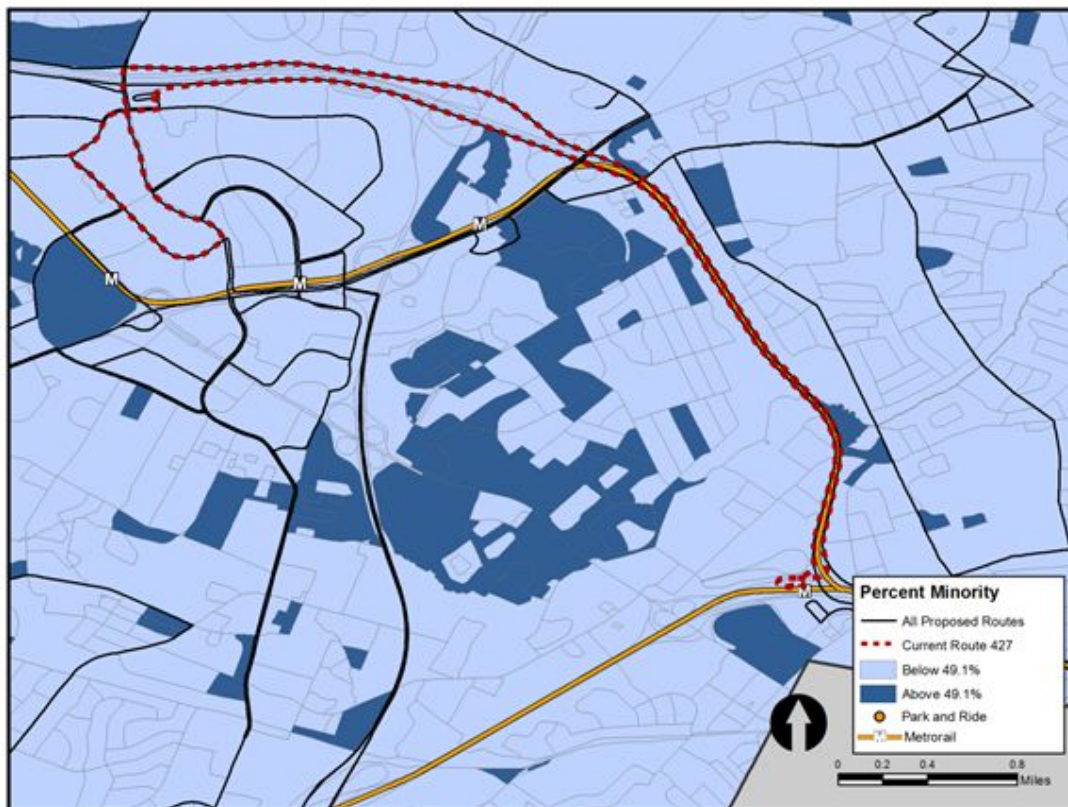 M
M
M
M
Percent Minority
All Proposed Routes
Current Route 427
Below 49.1%
Above 49.1%
Park and Ride
M Metrorail
0 0.2 0.4 0.8
Miles